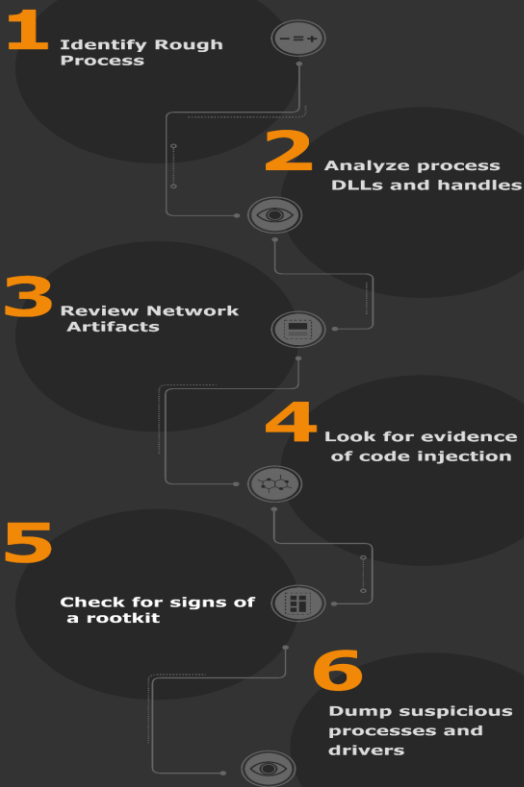 1
Identify Rough
Process
2
Analyze process
DLLs and handles
3
Review Network
Artifacts
4
Look for evidence
of code injection
5
Check for signs of
a rootkit
6
Dump suspicious
processes and
drivers